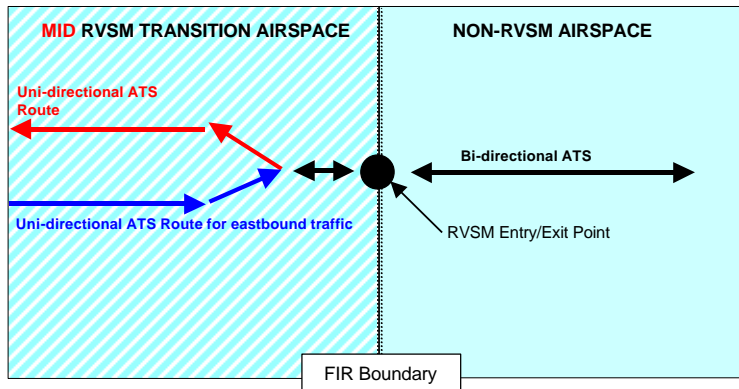 MID RVSM TRANSITION AIRSPACE
NON-RVSM AIRSPACE
Uni-directional ATS
Route
Bi-directional ATS
Uni-directional ATS Route for eastbound traffic
RVSM Entry/Exit Point
FIR Boundary